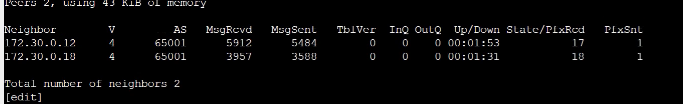 Peers 2, using 43 KiB of memory
Neighbor V AS MsgRcvd MsgSent TblVer InQ OutQ Up/Down State/PfxRcd PfxSnt
172.30.0.12 4 65001 5912 5484 0 0 0 00:01:53 17 1
172.30.0.18 4 65001 3957 3588 0 0 0 00:01:31 18 1
Total number of neighbors 2
[edit]